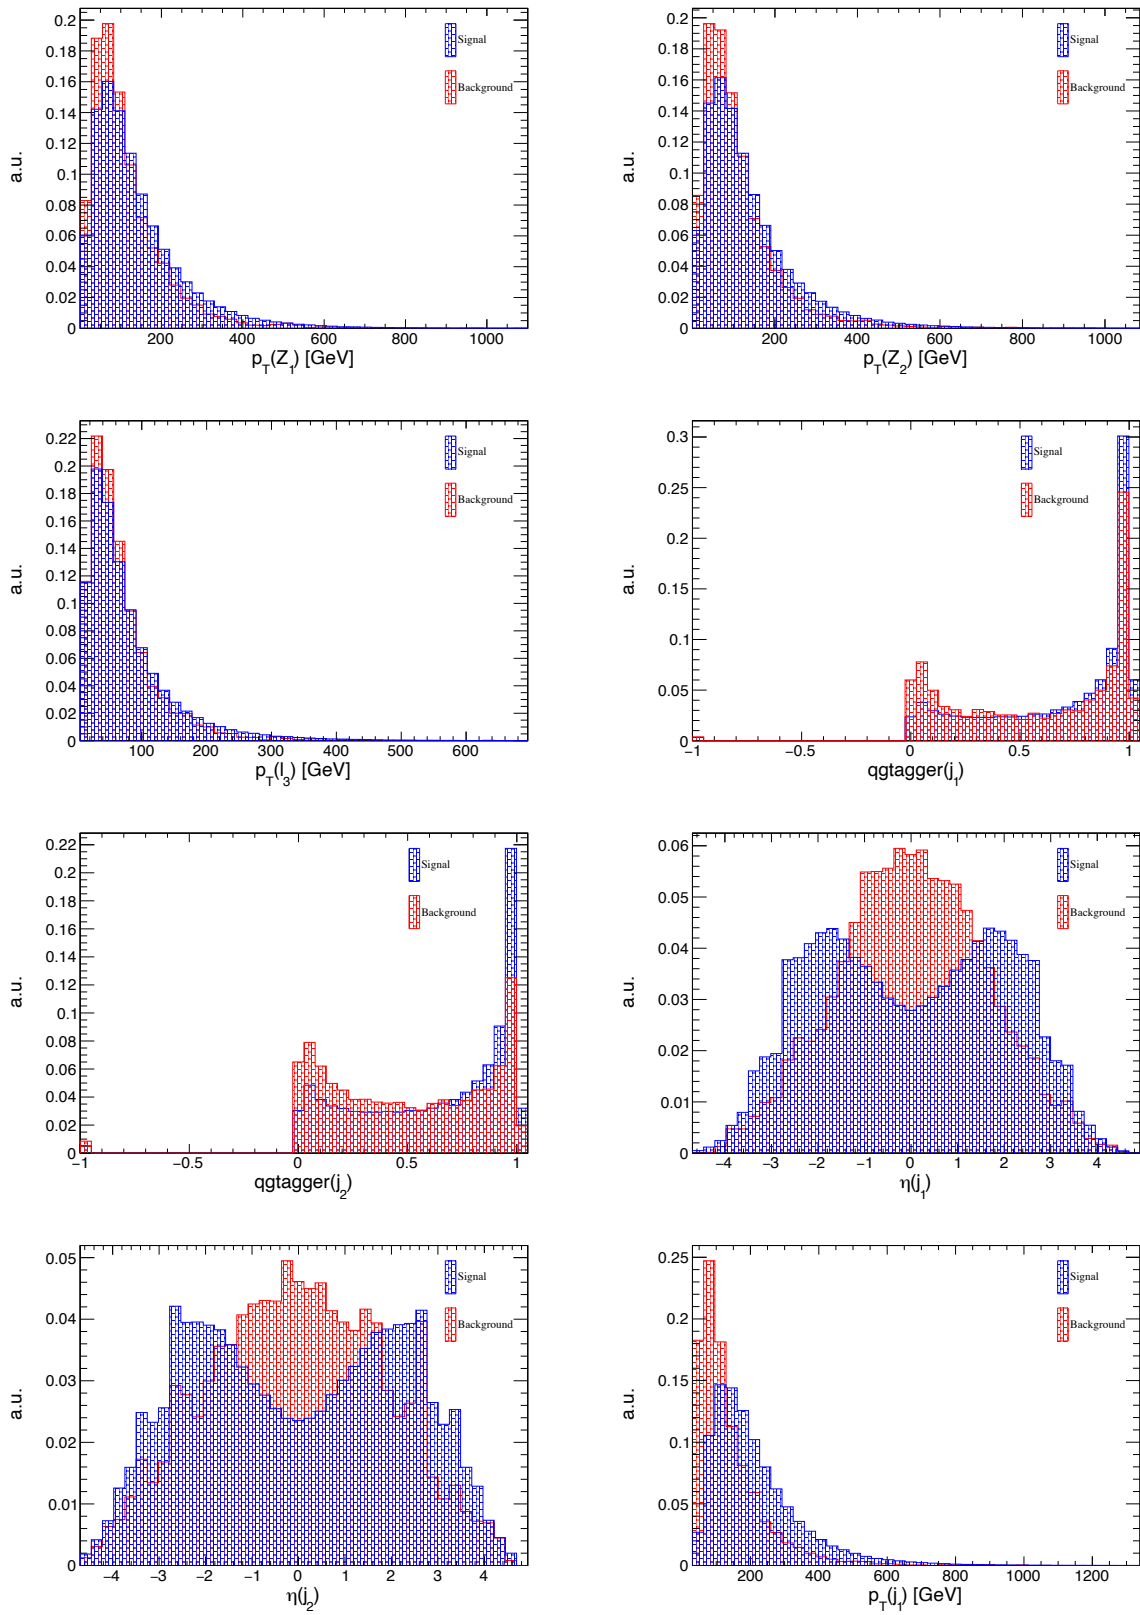 0.2
0.18
0.16
0.14
0.12
0.1
0.08
0.06
0.04
0.02
0
a.u.
Signal
Background
200 400 600 800 1000
p_T(Z_1) [GeV]
0.2
0.18
0.16
0.14
0.12
0.1
0.08
0.06
0.04
0.02
0
a.u.
Signal
Background
200 400 600 800 1000
p_T(Z_2) [GeV]
0.22
0.2
0.18
0.16
0.14
0.12
0.1
0.08
0.06
0.04
0.02
0
a.u.
Signal
Background
100 200 300 400 500 600
p_T(l_3) [GeV]
0.3
0.25
0.2
0.15
0.1
0.05
0
a.u.
Signal
Background
−1 −0.5 0 0.5 1
qgtagger(j_1)
0.22
0.2
0.18
0.16
0.14
0.12
0.1
0.08
0.06
0.04
0.02
0
a.u.
Signal
Background
−1 −0.5 0 0.5 1
qgtagger(j_2)
0.06
0.05
0.04
0.03
0.02
0.01
0
a.u.
Signal
Background
−4 −3 −2 −1 0 1 2 3 4
η(j_1)
0.05
0.04
0.03
0.02
0.01
0
a.u.
Signal
Background
−4 −3 −2 −1 0 1 2 3 4
η(j_2)
0.25
0.2
0.15
0.1
0.05
0
a.u.
Signal
Background
200 400 600 800 1000 1200
p_T(j_1) [GeV]